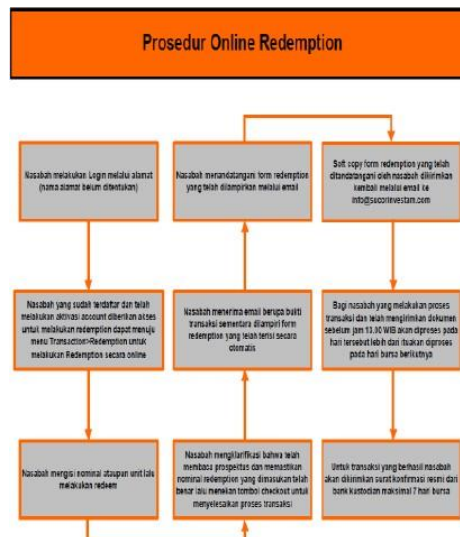 Prosedur Online Redemption
Nasabah melakukan Login melalui alamat
(nama alamat belum ditentukan)
Nasabah yang sudah terdaftar dan telah
melakukan aktivasi account diberikan akses
untuk melakukan redemption dapat menuju
menu Transaction>Redemption untuk
melakukan Redemption secara online
Nasabah mengisi nominal ataupun unit lalu
melakukan redeem
Nasabah mengklarifikasi bahwa telah
membaca prospektus dan memastikan
nominal redemption yang dimasukan telah
benar lalu menekan tombol checkout untuk
menyelesaikan proses transaksi
Nasabah menerima email berupa bukti
transaksi sementara dilampiri form
redemption yang telah terisi secara
otomatis
Nasabah menandatangani form redemption
yang telah dilampirkan melalui email
Soft copy form redemption yang telah
ditandatangani oleh nasabah dikirimkan
kembali melalui email ke
info@sucorinvestam.com
Bagi nasabah yang melakukan proses
transaksi dan telah mengirimkan dokumen
sebelum jam 13.00 WIB akan diproses pada
hari tersebut lebih dari itu akan diproses
pada hari bursa berikutnya
Untuk transaksi yang berhasil nasabah
akan dikirimkan surat konfirmasi resmi dari
bank kustodian maksimal 7 hari bursa